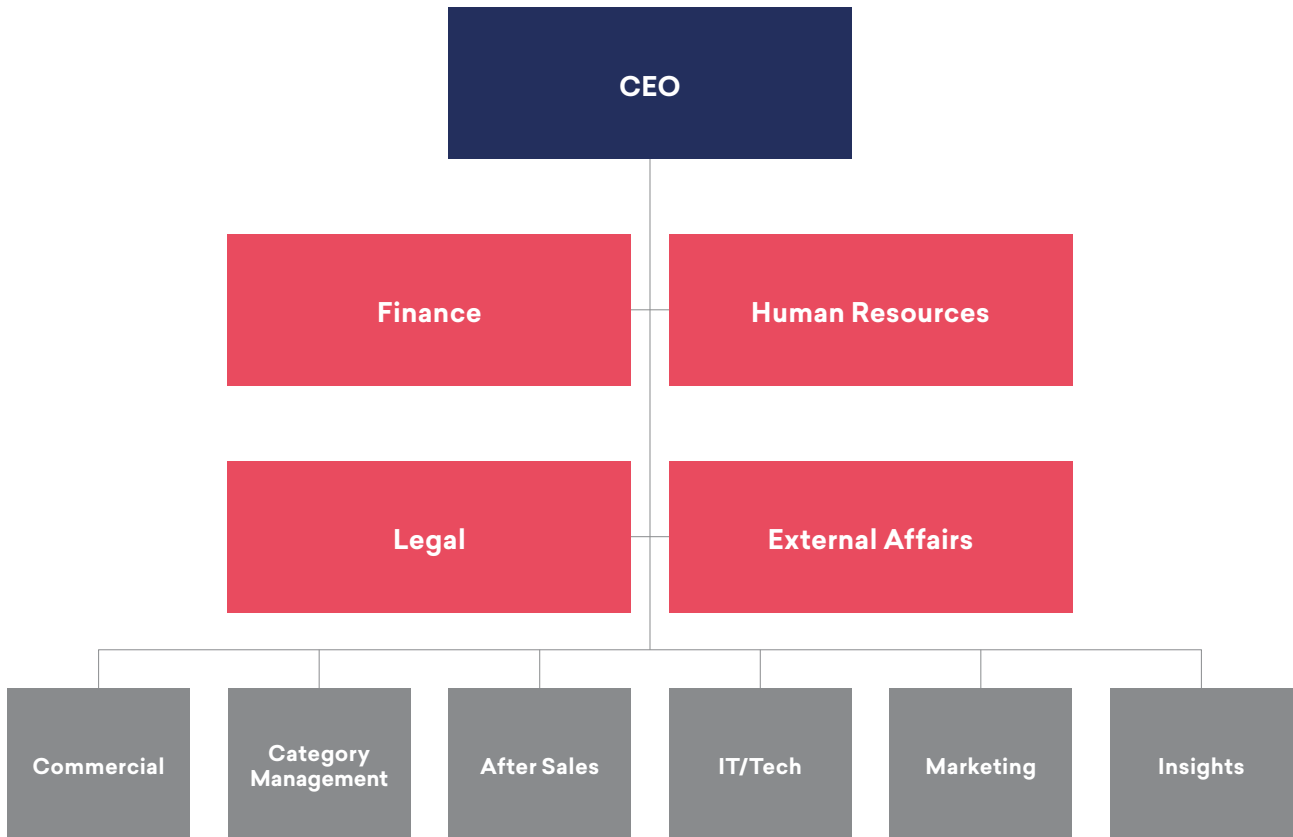 CEO
Finance
Human Resources
Legal
External Affairs
Commercial
Category
Management
After Sales
IT/Tech
Marketing
Insights